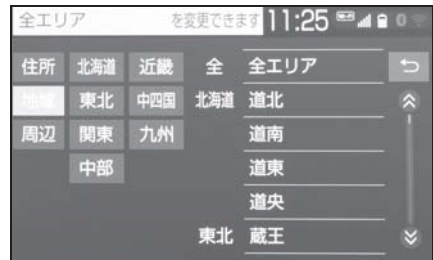 全エリア を変更できます 11:25
住所 北海道 近畿 全 全エリア
地域 東北 中四国 北海道 道北
周辺 関東 九州 道南
中部 道東
道央
東北 蔵王